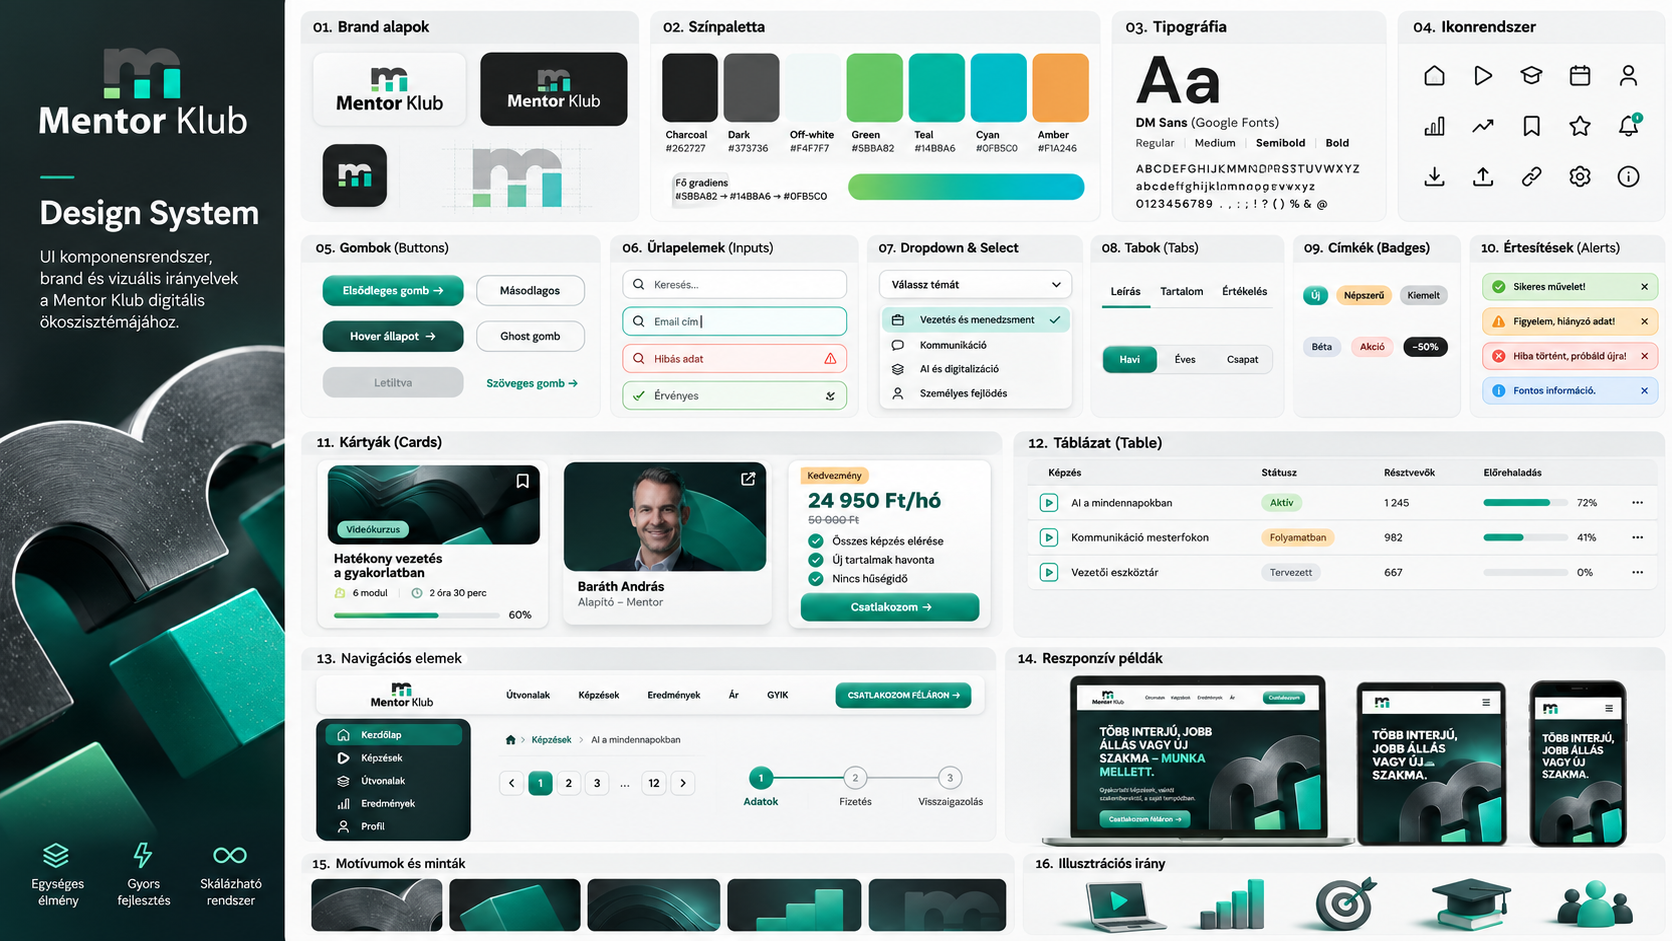 Mentor Klub
Design System
UI komponensrendszer,
brand és vizuális irányelvek
a Mentor Klub digitális
ökoszisztémájához.
Egységes
élmény
Gyors
fejlesztés
Skálázható
rendszer
01. Brand alapok
Mentor Klub
Mentor Klub
02. Színpaletta
Charcoal
#262727
Dark
#373736
Off-white
#F4F7F7
Green
#5BBA82
Teal
#14B8A6
Cyan
#0FB5C0
Amber
#F1A246
Fő gradiens
#5BBA82 → #14B8A6 → #0FB5C0
03. Tipográfia
Aa
DM Sans (Google Fonts)
Regular | Medium | Semibold | Bold
0123456789 . , : ; ! ? ( ) % & @
04. Ikonrendszer
05. Gombok (Buttons)
Elsődleges gomb →
Másodlagos
Hover állapot →
Ghost gomb
Letiltva
Szöveges gomb →
06. Űrlapelemek (Inputs)
Keresés...
Email cím
Hibás adat
Érvényes
07. Dropdown & Select
Válassz témát
Vezetés és menedzsment
Kommunikáció
AI és digitalizáció
Személyes fejlődés
08. Tabok (Tabs)
Leírás
Tartalom
Értékelés
Havi
Éves
Csapat
09. Címkék (Badges)
Új
Népszerű
Kiemelt
Béta
Akció
–50%
10. Értesítések (Alerts)
Sikeres művelet!
Figyelem, hiányzó adat!
Hiba történt, próbáld újra!
Fontos információ.
11. Kártyák (Cards)
Videókurzus
Hatékony vezetés
a gyakorlatban
6 modul | 2 óra 30 perc
60%
Baráth András
Alapító – Mentor
Kedvezmény
24 950 Ft/hó
50 000 Ft
Összes képzés elérése
Új tartalmak havonta
Nincs hűségidő
Csatlakozom →
12. Táblázat (Table)
Képzés
Státusz
Résztvevők
Előrehaladás
AI a mindennapokban
Aktív
1 245
72%
Kommunikáció mesterfokon
Folyamatban
982
41%
Vezetői eszköztár
Tervezett
667
0%
13. Navigációs elemek
Mentor Klub
Útvonalak
Képzések
Eredmények
Ár
GYIK
CSATLAKOZOM FÉLÁRON →
Kezdőlap
Képzések
Útvonalak
Eredmények
Profil
Képzések > AI a mindennapokban
1 2 3 ... 12
1
Adatok
2
Fizetés
3
Visszaigazolás
14. Reszponzív példák
Mentor Klub
TÖBB INTERJÚ, JOBB
ÁLLÁS VAGY ÚJ
SZAKMA – MUNKA
MELLETT.
Csatlakozom féláron →
TÖBB INTERJÚ,
JOBB ÁLLÁS
VAGY ÚJ
SZAKMA.
TÖBB INTERJÚ,
JOBB ÁLLÁS
VAGY ÚJ
SZAKMA.
15. Motívumok és minták
16. Illusztrációs irány